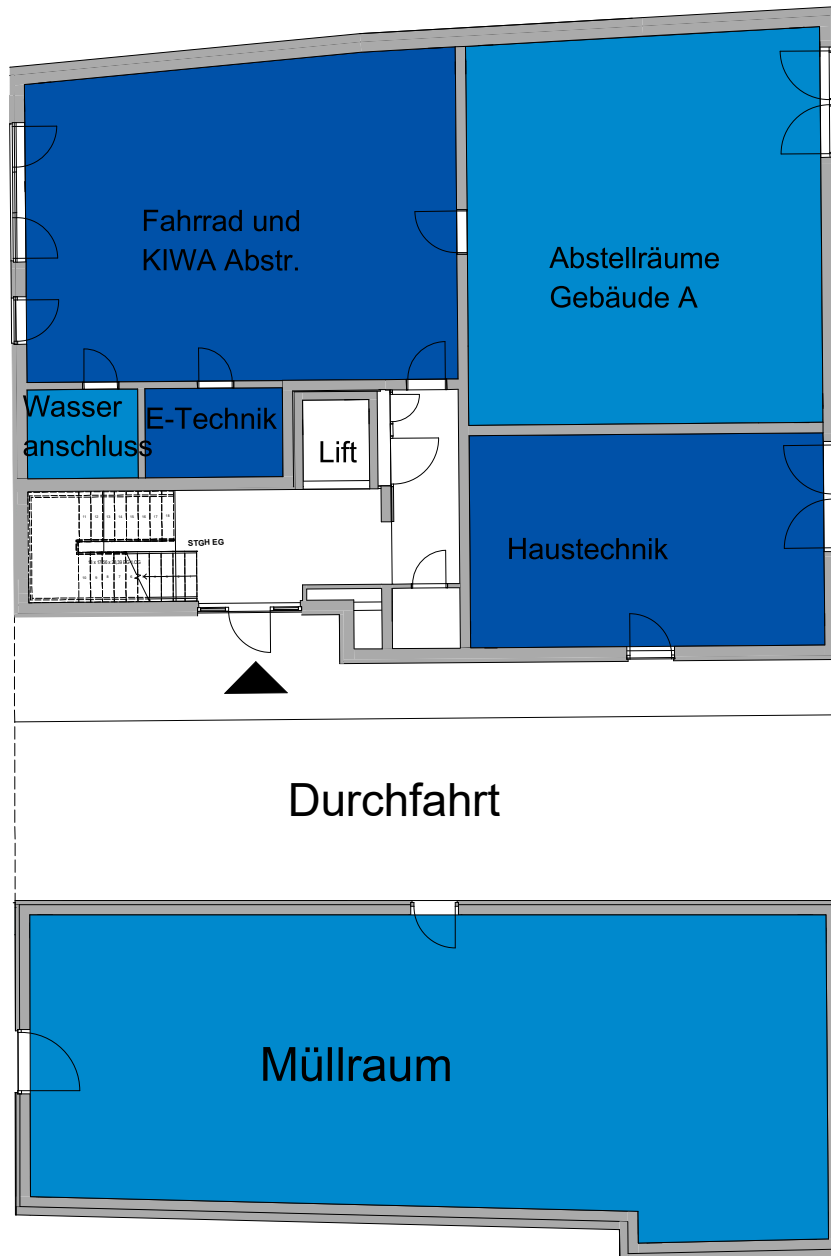 Fahrrad und
KIWA Abstr.
Abstellräume
Gebäude A
Wasser
anschluss
E-Technik
Lift
STGH EG
Haustechnik
Durchfahrt
Müllraum